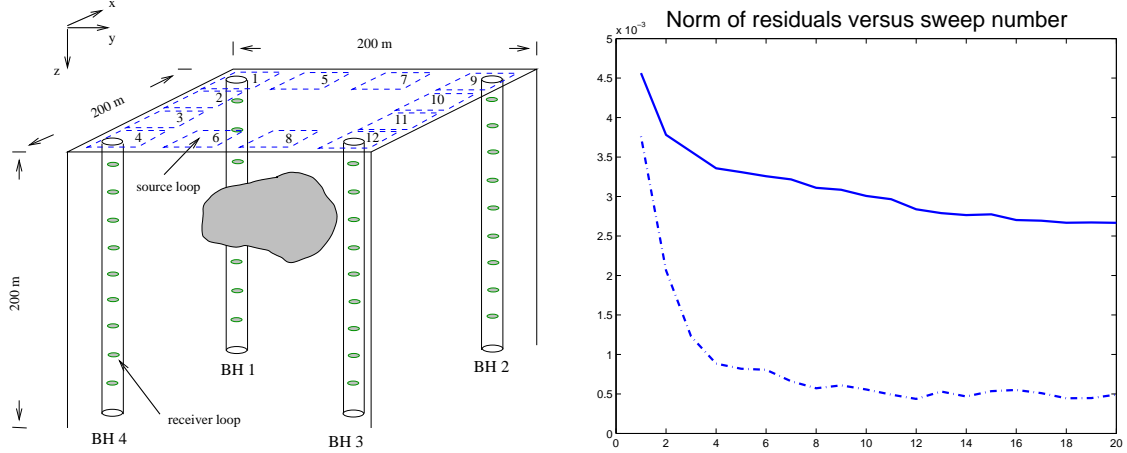 x
y
z
200 m
200 m
200 m
1
5
7
9
2
10
3
11
4
6
8
12
source loop
BH 1
BH 2
receiver loop
BH 4
BH 3
Norm of residuals versus sweep number
x 10⁻³
5
4.5
4
3.5
3
2.5
2
1.5
1
0.5
0
0 2 4 6 8 10 12 14 16 18 20